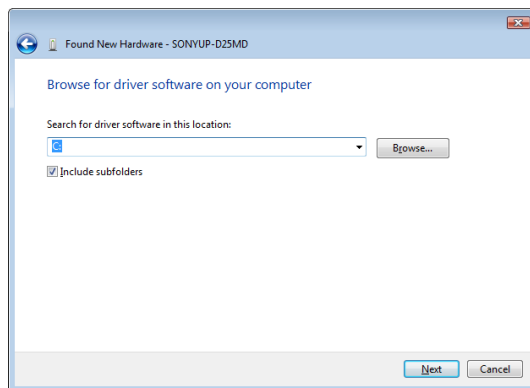 Found New Hardware - SONYUP-D25MD
Browse for driver software on your computer
Search for driver software in this location:
C:
Browse...
Include subfolders
Next
Cancel